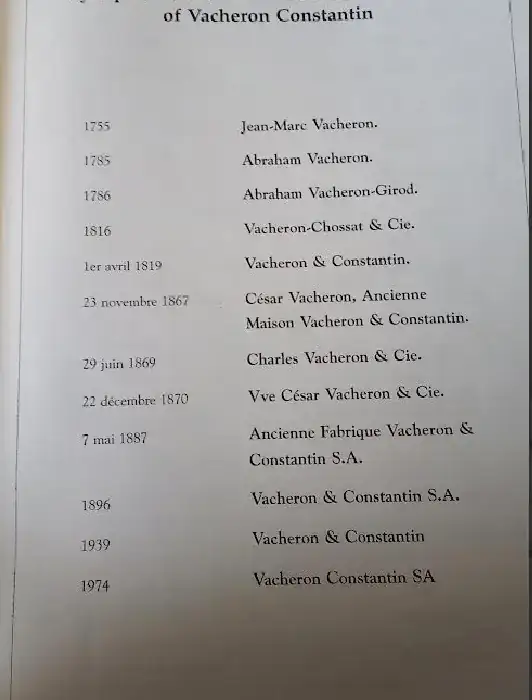 of Vacheron Constantin
1755 Jean-Marc Vacheron.
1785 Abraham Vacheron.
1786 Abraham Vacheron-Girod.
1816 Vacheron-Chossat & Cie.
1er avril 1819 Vacheron & Constantin.
23 novembre 1867 César Vacheron, Ancienne
Maison Vacheron & Constantin.
29 juin 1869 Charles Vacheron & Cie.
22 décembre 1870 Vve César Vacheron & Cie.
7 mai 1887 Ancienne Fabrique Vacheron &
Constantin S.A.
1896 Vacheron & Constantin S.A.
1939 Vacheron & Constantin
1974 Vacheron Constantin SA